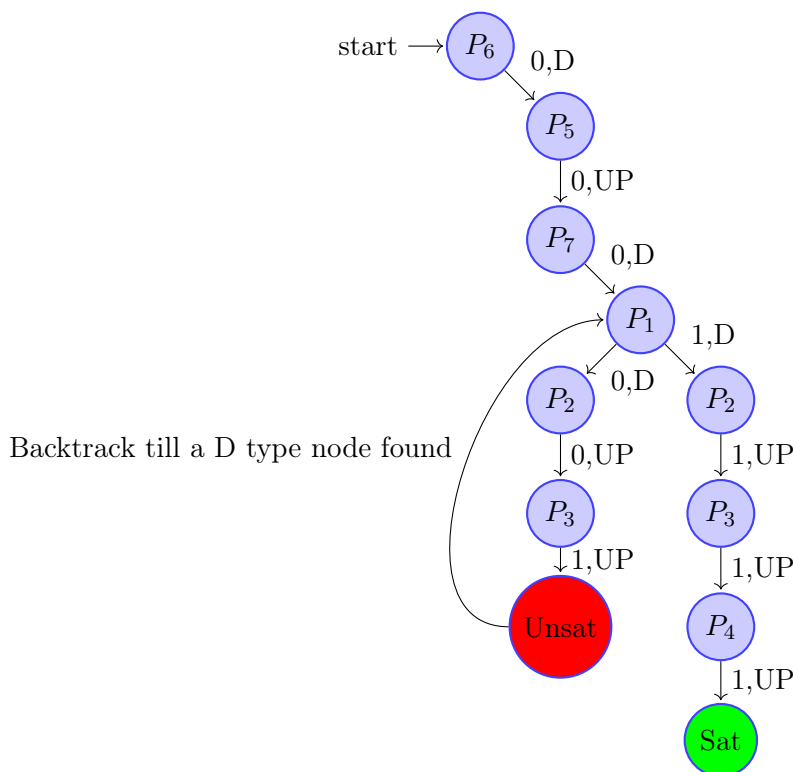 start
P6
0,D
P5
0,UP
P7
0,D
P1
1,D
0,D
P2
P2
Backtrack till a D type node found
0,UP
1,UP
P3
P3
1,UP
1,UP
Unsat
P4
1,UP
Sat